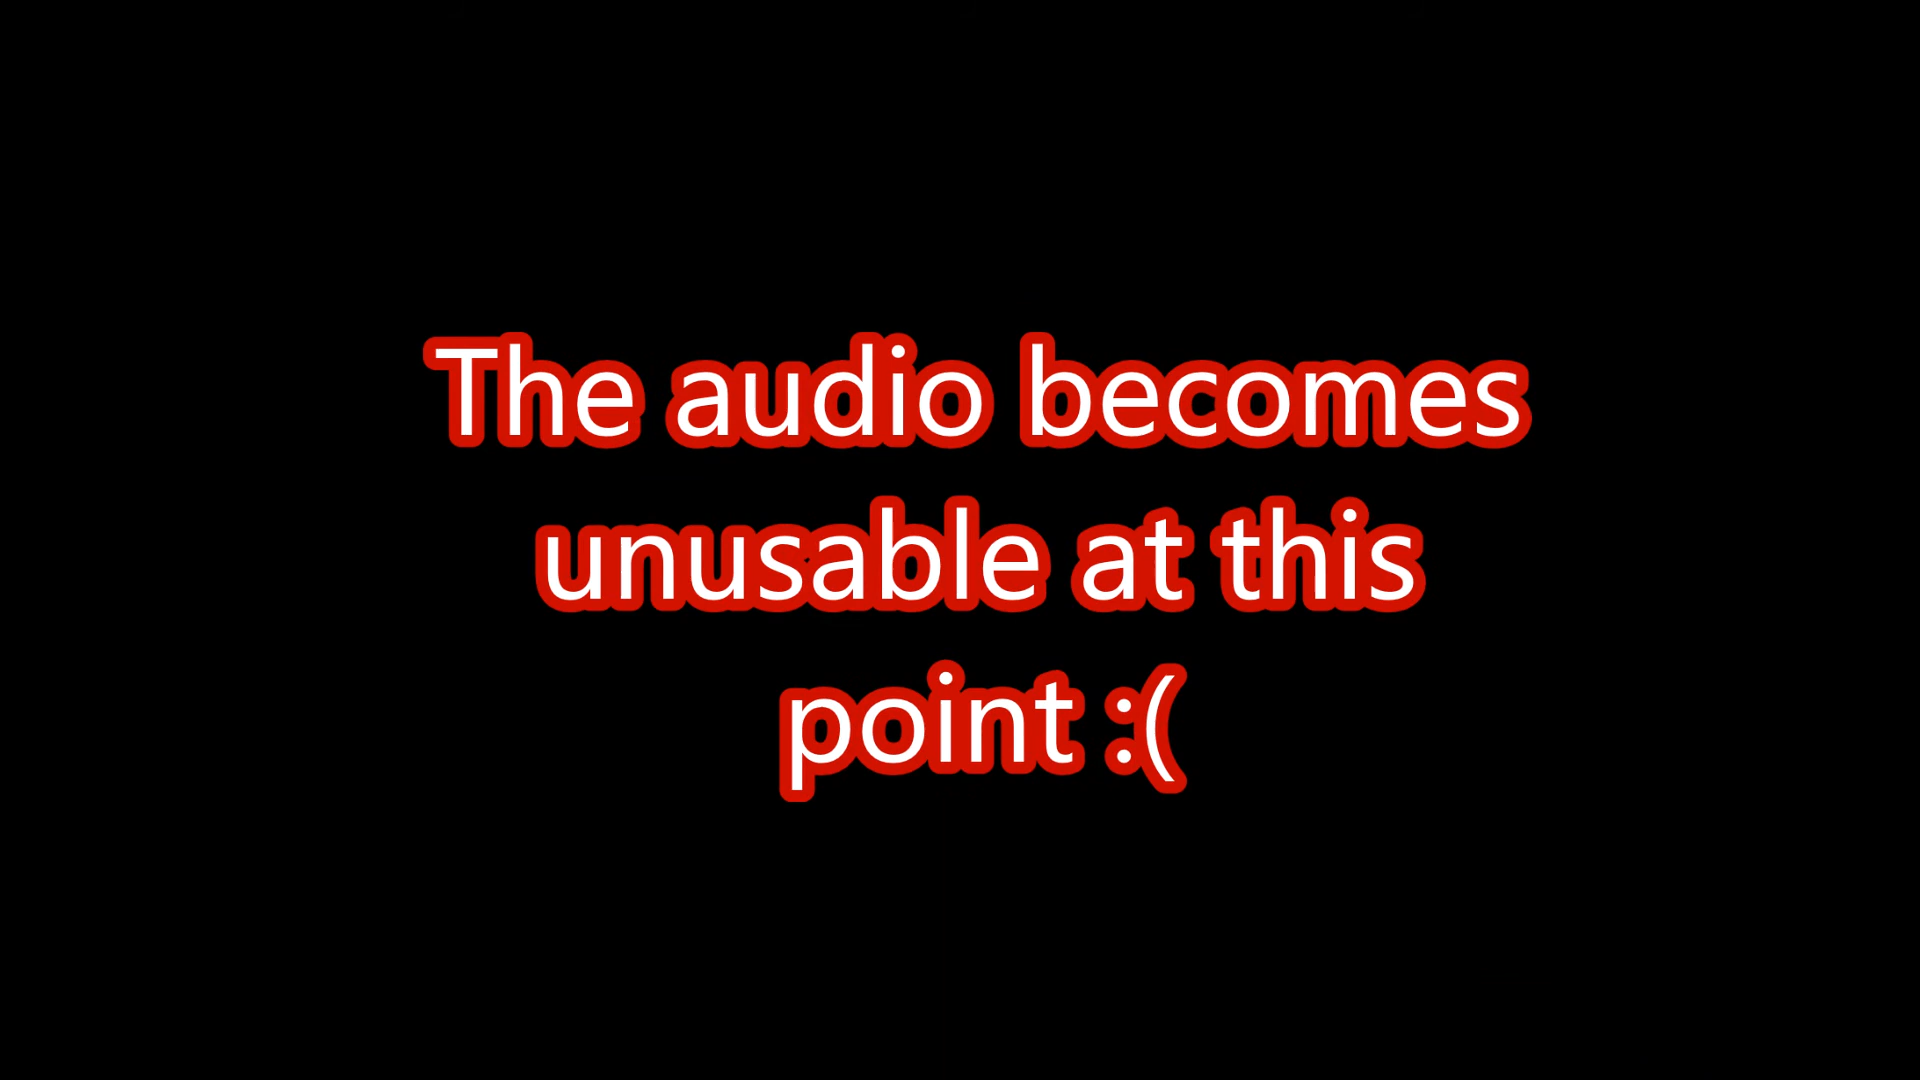 The audio becomes
unusable at this
point :(